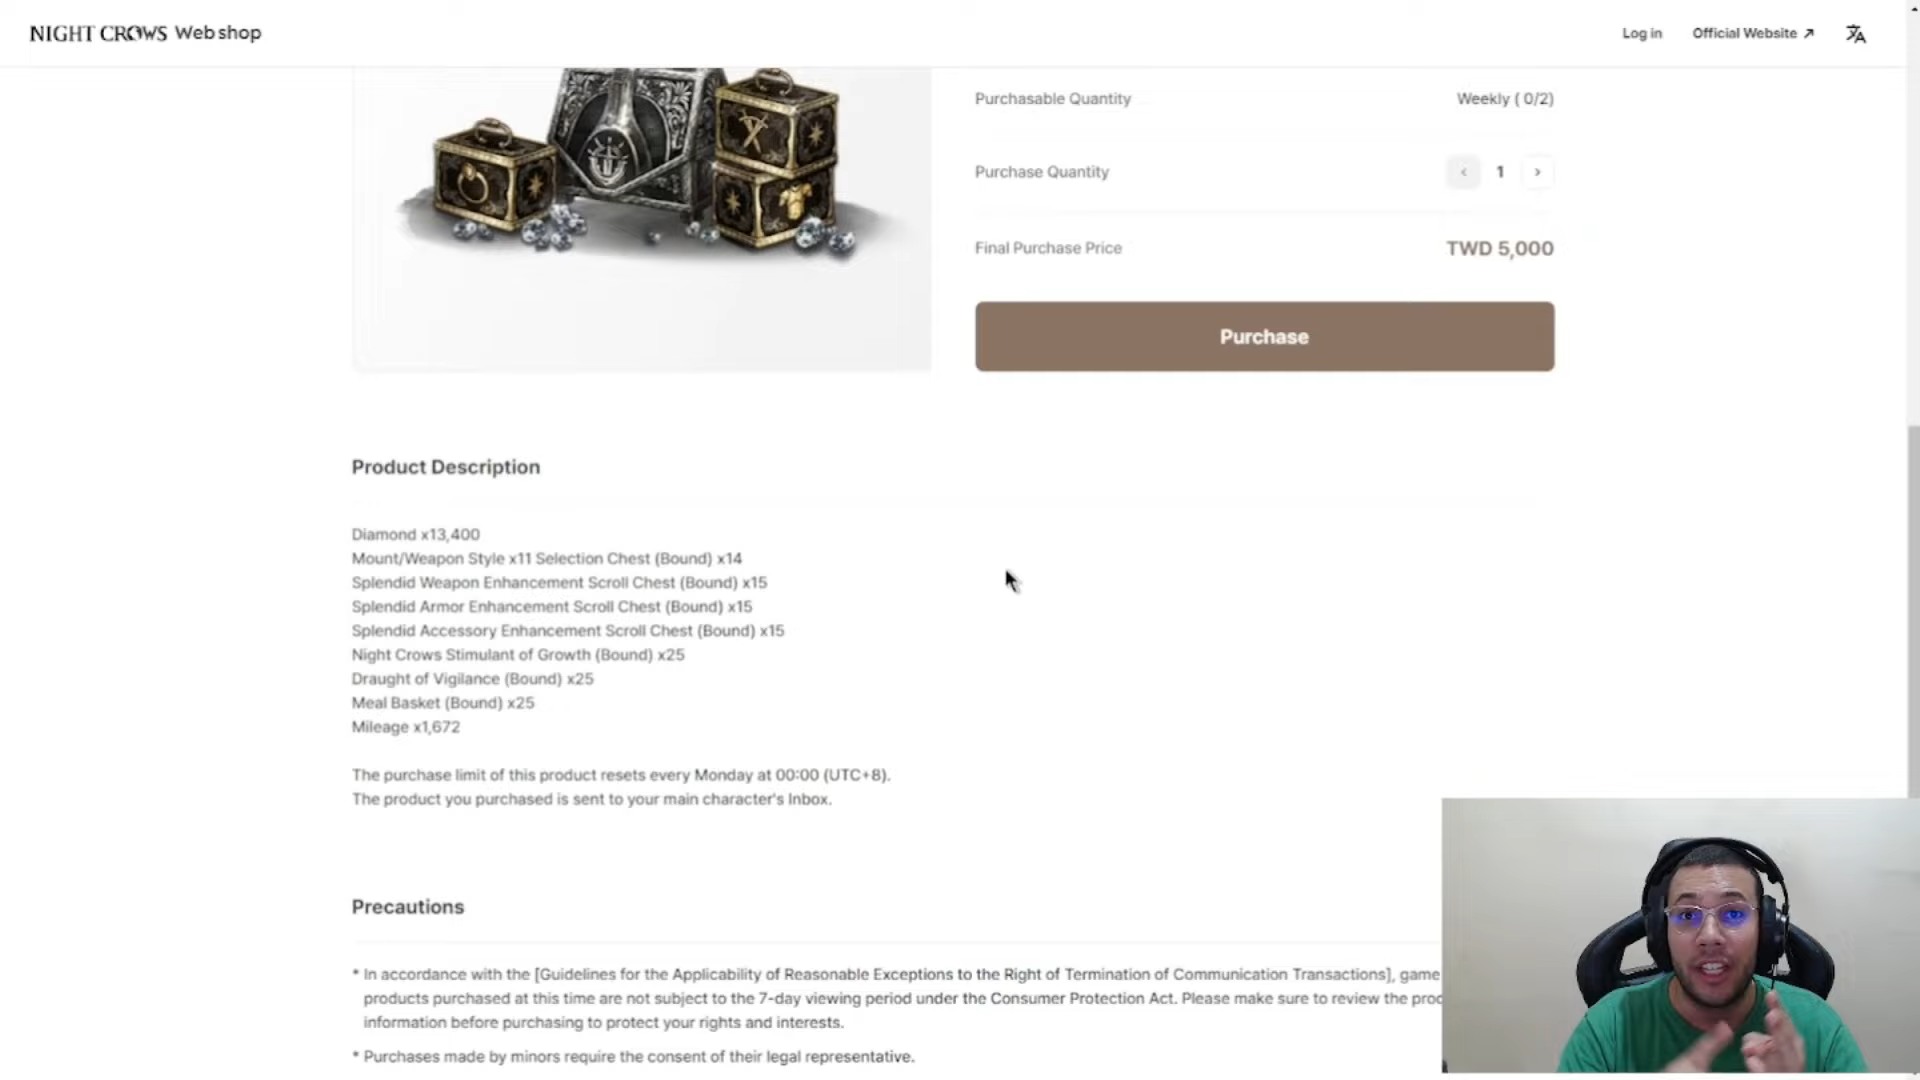 NIGHT CROWS Web shop
Log in
Official Website
Purchasable Quantity
Weekly ( 0/2)
Purchase Quantity
1
Final Purchase Price
TWD 5,000
Purchase
Product Description
Diamond x13,400
Mount/Weapon Style x11 Selection Chest (Bound) x14
Splendid Weapon Enhancement Scroll Chest (Bound) x15
Splendid Armor Enhancement Scroll Chest (Bound) x15
Splendid Accessory Enhancement Scroll Chest (Bound) x15
Night Crows Stimulant of Growth (Bound) x25
Draught of Vigilance (Bound) x25
Meal Basket (Bound) x25
Mileage x1,672
The purchase limit of this product resets every Monday at 00:00 (UTC+8).
The product you purchased is sent to your main character's Inbox.
Precautions
* In accordance with the [Guidelines for the Applicability of Reasonable Exceptions to the Right of Termination of Communication Transactions], game
products purchased at this time are not subject to the 7-day viewing period under the Consumer Protection Act. Please make sure to review the
information before purchasing to protect your rights and interests.
* Purchases made by minors require the consent of their legal representative.